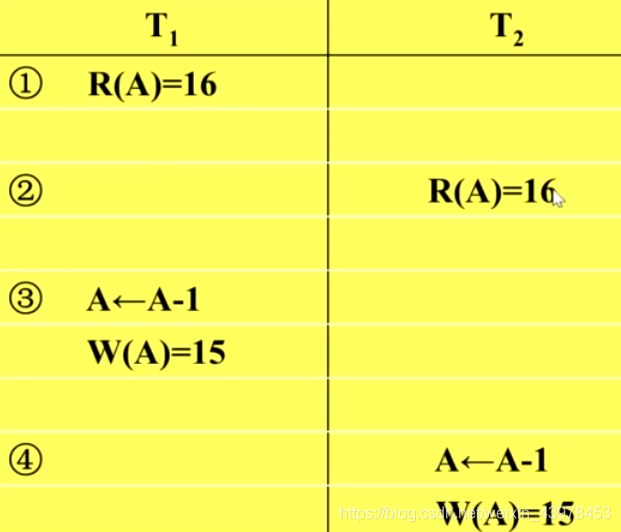 T1 T2
① R(A)=16
② R(A)=16
③ A←A-1
W(A)=15
④ A←A-1
W(A)=15